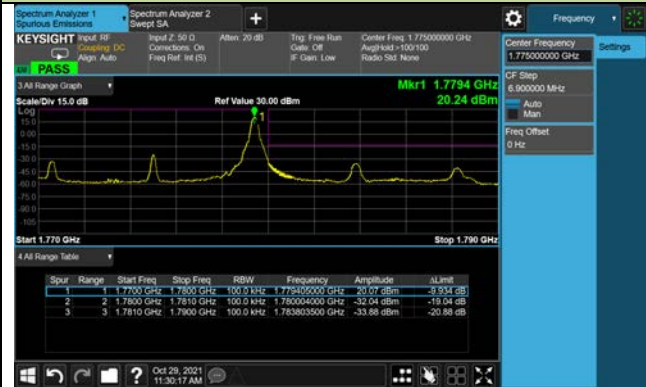 Spectrum Analyzer 1
Spurious Emissions
Spectrum Analyzer 2
Swept SA
+
Frequency
KEYSIGHT
Input: RF
Coupling: DC
Align: Auto
Input Z: 50 Ω
Corrections: On
Freq Ref: Int (S)
Atten: 20 dB
Trig: Free Run
Gate: Off
IF Gain: Low
Center Freq: 1.775000000 GHz
Avg|Hold:>100/100
Radio Std: None
PASS
3 All Range Graph
Mkr1 1.7794 GHz
Scale/Div 15.0 dB
Ref Value 30.00 dBm
20.24 dBm
Log
15.0
0.00
-15.0
-30.0
-45.0
-60.0
-75.0
-90.0
-105
1
Start 1.770 GHz
Stop 1.790 GHz
4 All Range Table
Spur Range Start Freq Stop Freq RBW Frequency Amplitude ΔLimit
1 1 1.7700 GHz 1.7800 GHz 100.0 kHz 1.779405000 GHz 20.07 dBm -9.934 dB
2 2 1.7800 GHz 1.7810 GHz 100.0 kHz 1.780004000 GHz -32.04 dBm -19.04 dB
3 3 1.7810 GHz 1.7900 GHz 100.0 kHz 1.783803500 GHz -33.88 dBm -20.88 dB
Center Frequency
1.775000000 GHz
Settings
CF Step
6.900000 MHz
Auto
Man
Freq Offset
0 Hz
?
Oct 29, 2021
11:30:17 AM